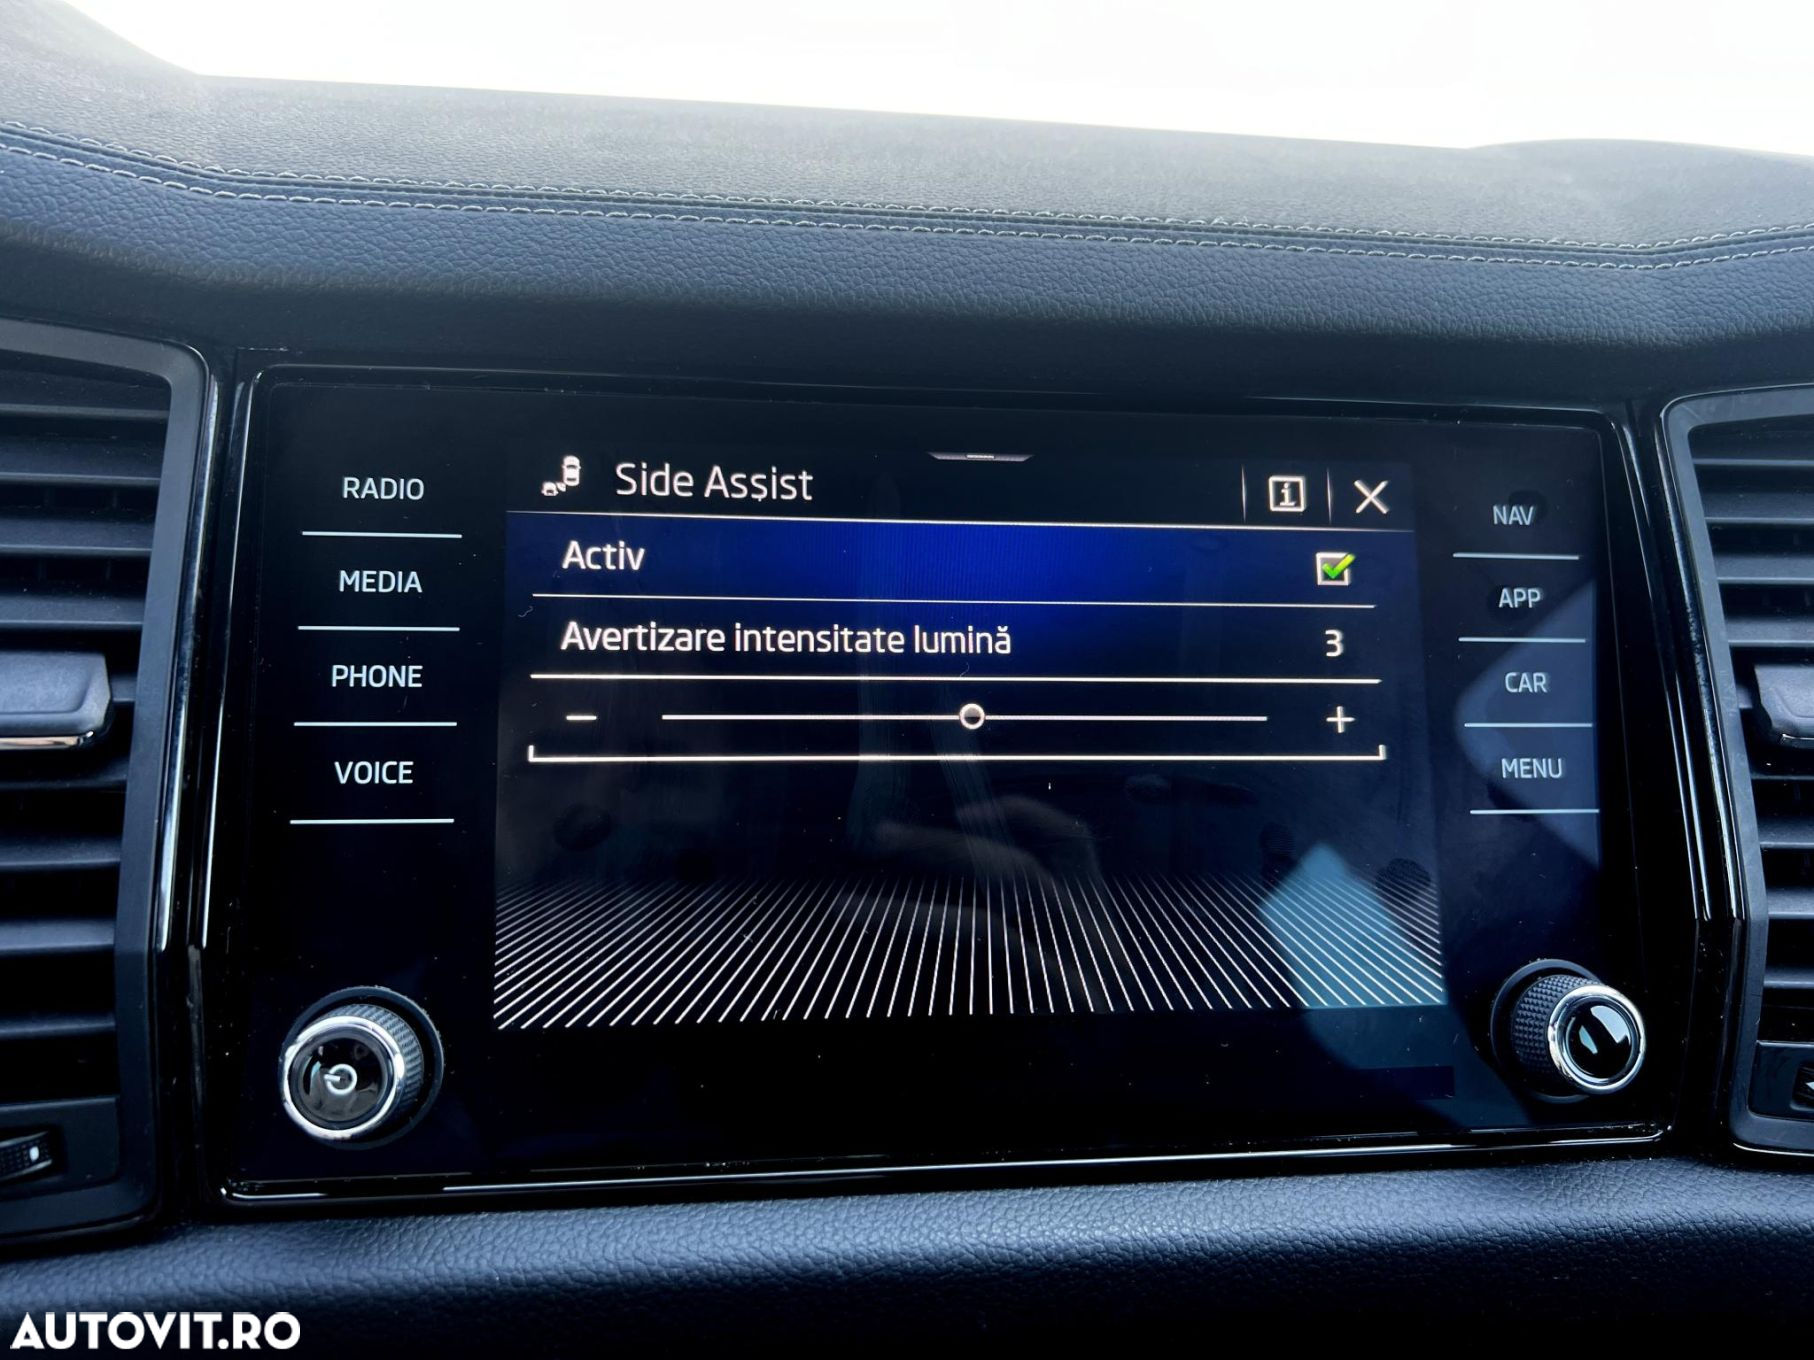 RADIO
MEDIA
PHONE
VOICE
Side Assist
Activ
Avertizare intensitate lumină 3
NAV
APP
CAR
MENU
AUTOVIT.RO